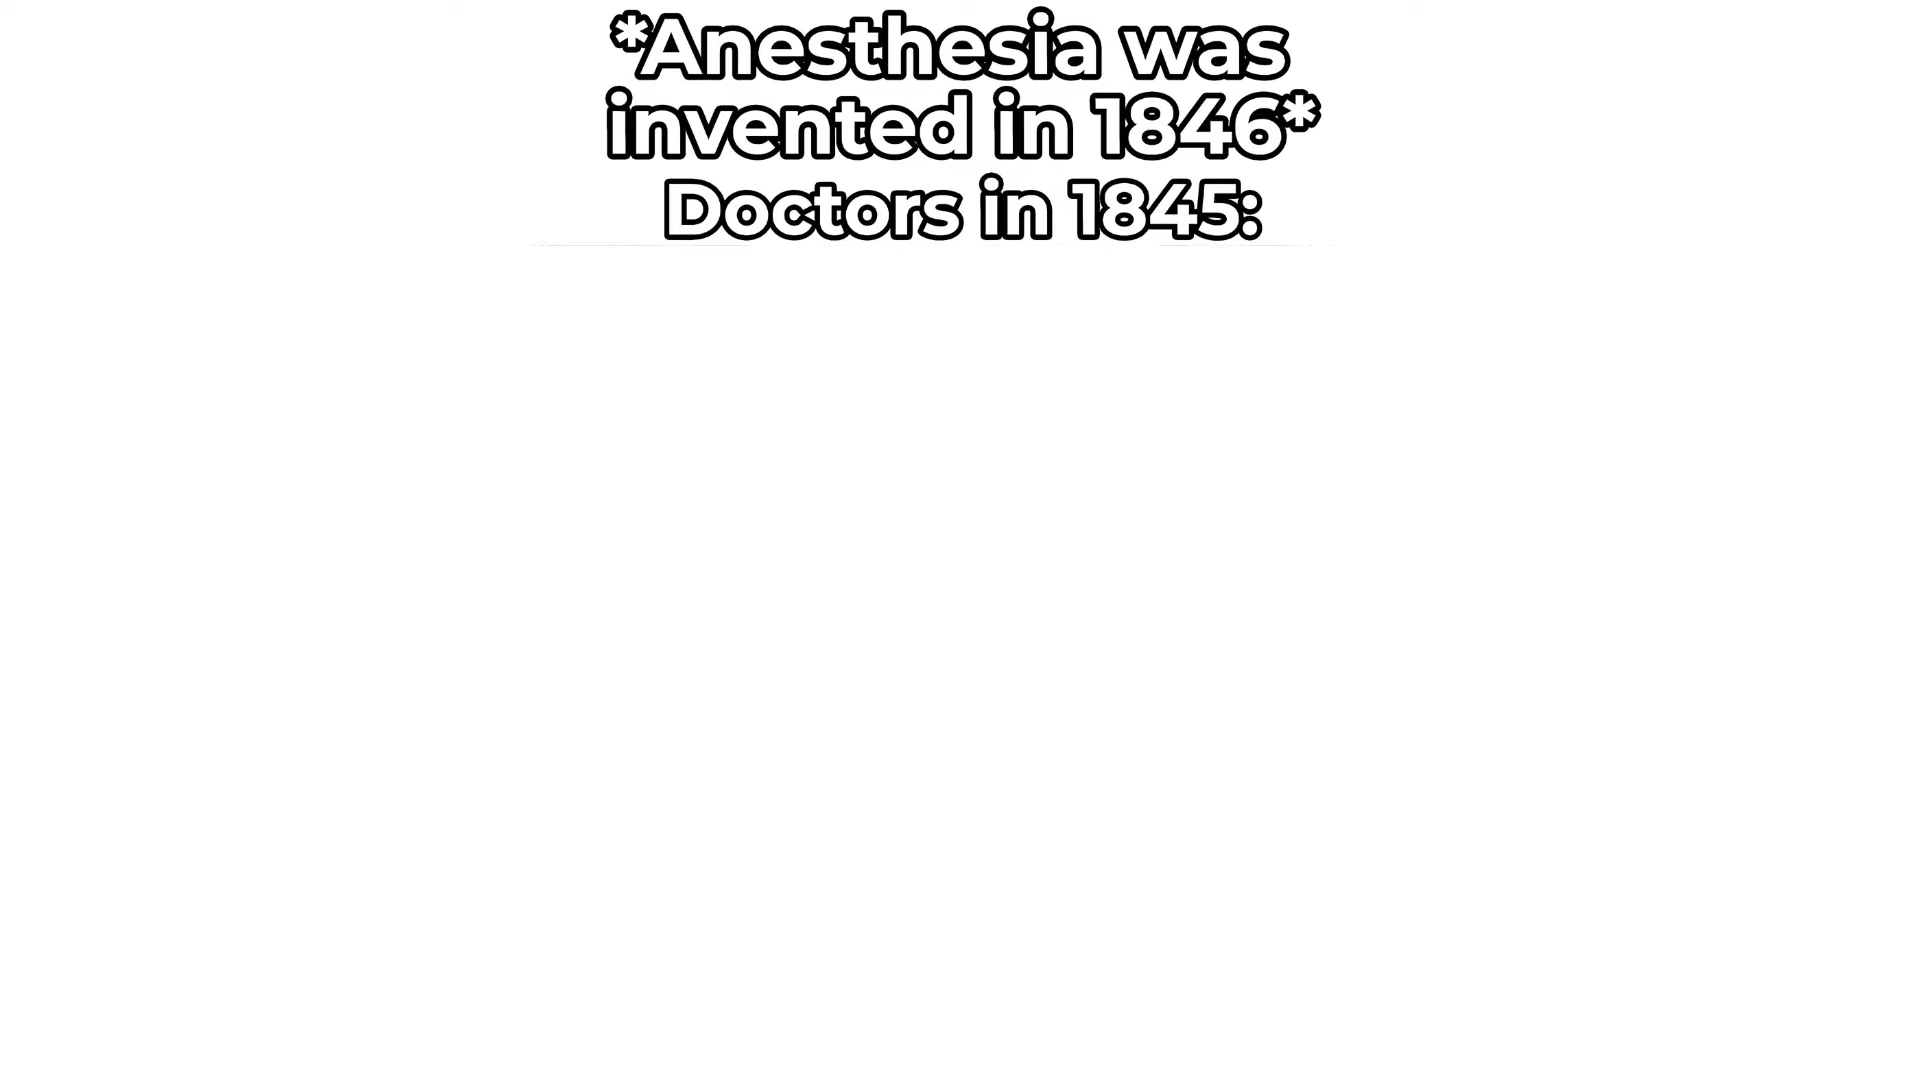 *Anesthesia was
invented in 1846*
Doctors in 1845: